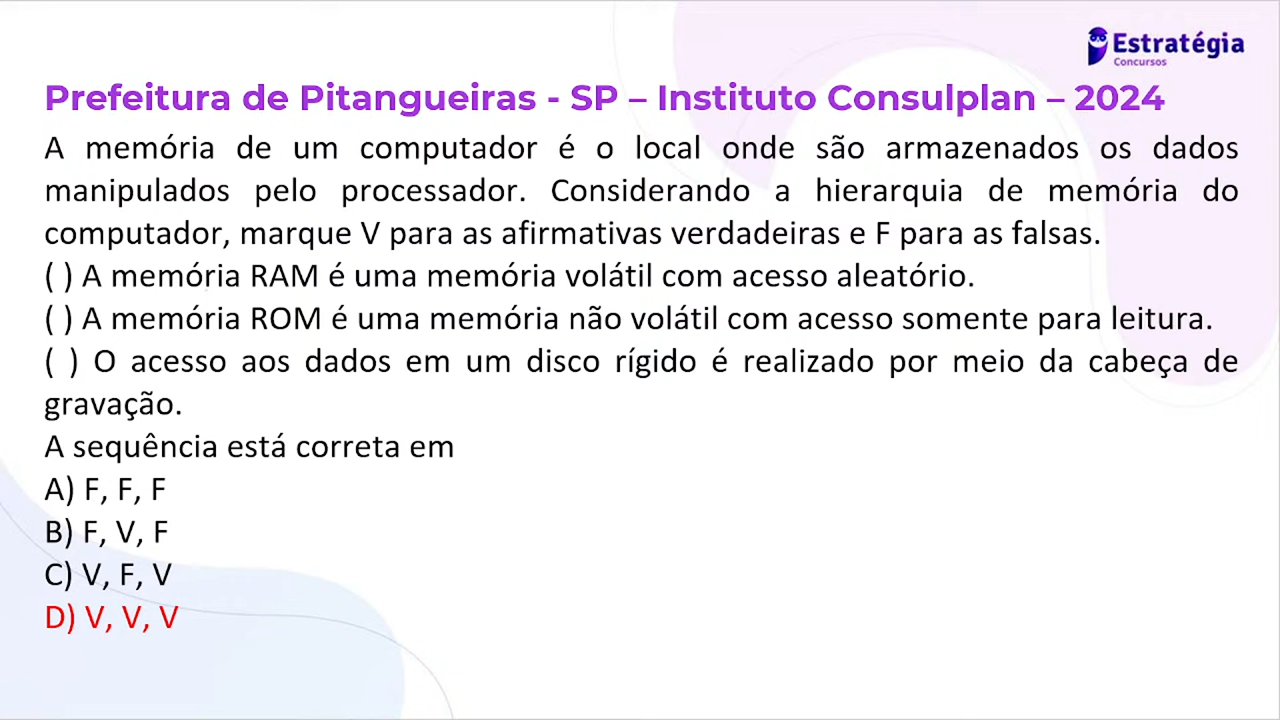 Estratégia
Concursos
Prefeitura de Pitangueiras - SP – Instituto Consulplan – 2024
A memória de um computador é o local onde são armazenados os dados
manipulados pelo processador. Considerando a hierarquia de memória do
computador, marque V para as afirmativas verdadeiras e F para as falsas.
( ) A memória RAM é uma memória volátil com acesso aleatório.
( ) A memória ROM é uma memória não volátil com acesso somente para leitura.
( ) O acesso aos dados em um disco rígido é realizado por meio da cabeça de
gravação.
A sequência está correta em
A) F, F, F
B) F, V, F
C) V, F, V
D) V, V, V